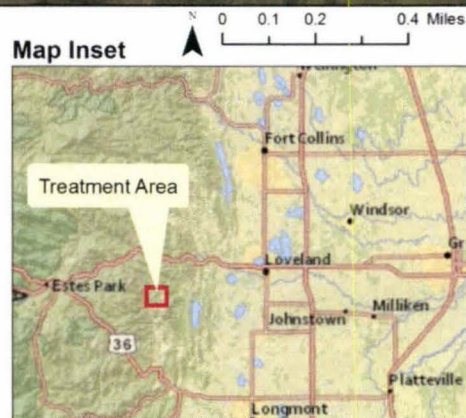 N
0 0.1 0.2 0.4 Miles
Map Inset
Fort Collins
Treatment Area
Windsor
Gr
Loveland
Estes Park
Milliken
Johnstown
36
Platteville
Longmont